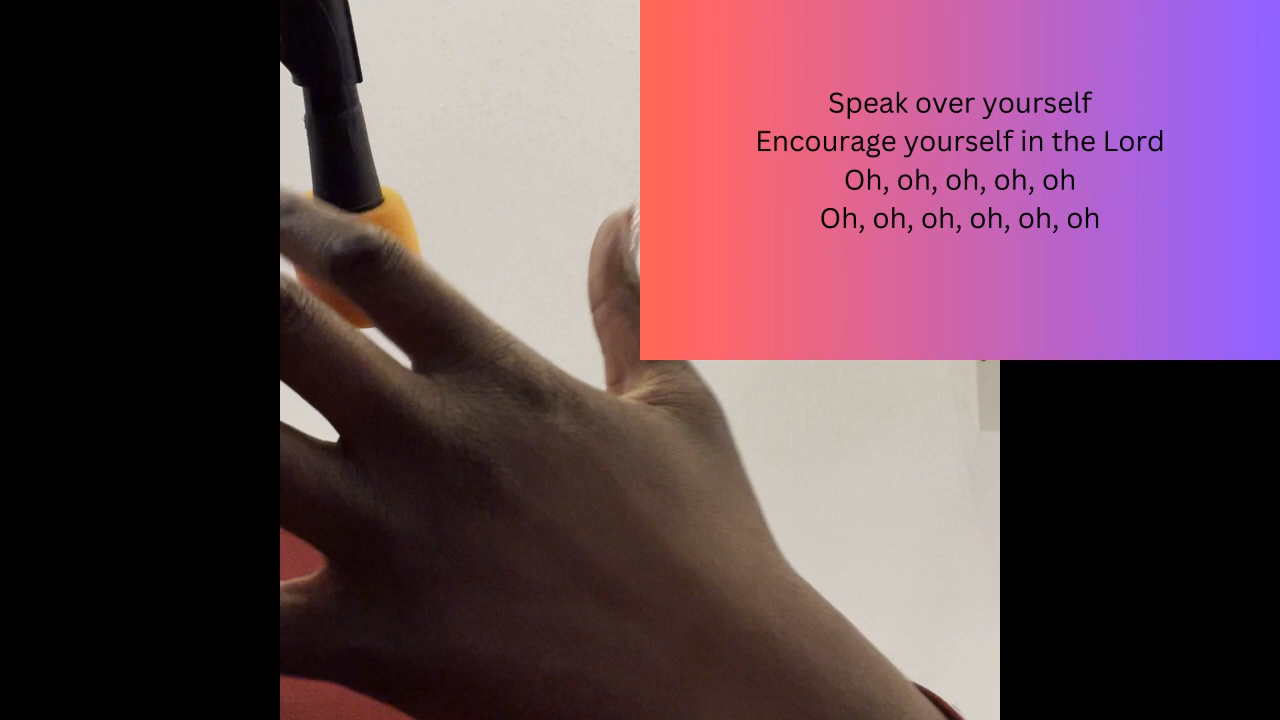 Speak over yourself
Encourage yourself in the Lord
Oh, oh, oh, oh, oh
Oh, oh, oh, oh, oh, oh